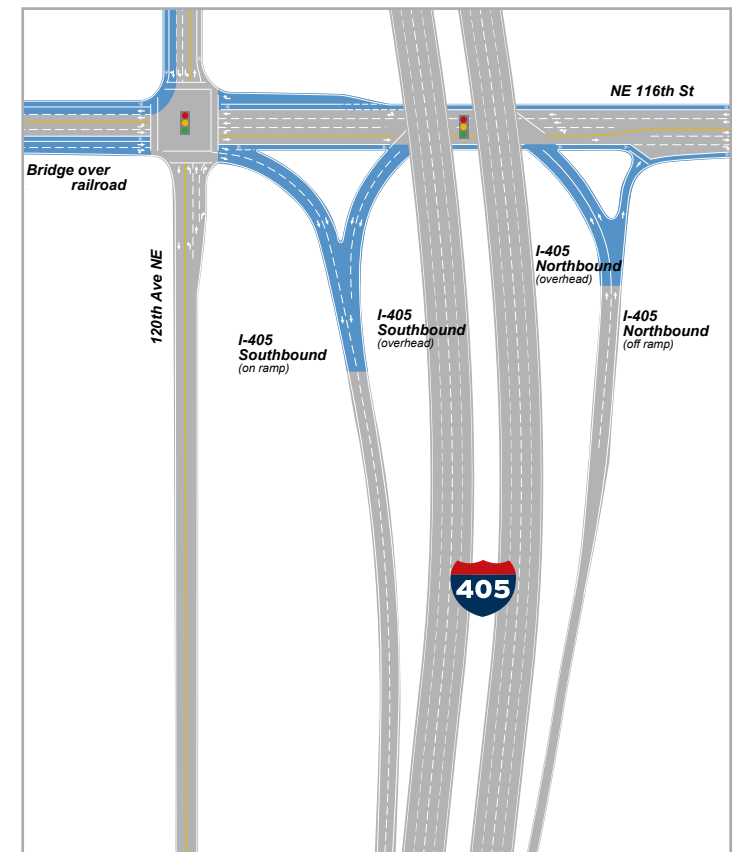 NE 116th St
Bridge over
railroad
120th Ave NE
I-405
Northbound
(overhead)
I-405
Southbound
(overhead)
I-405
Northbound
(off ramp)
I-405
Southbound
(on ramp)
405